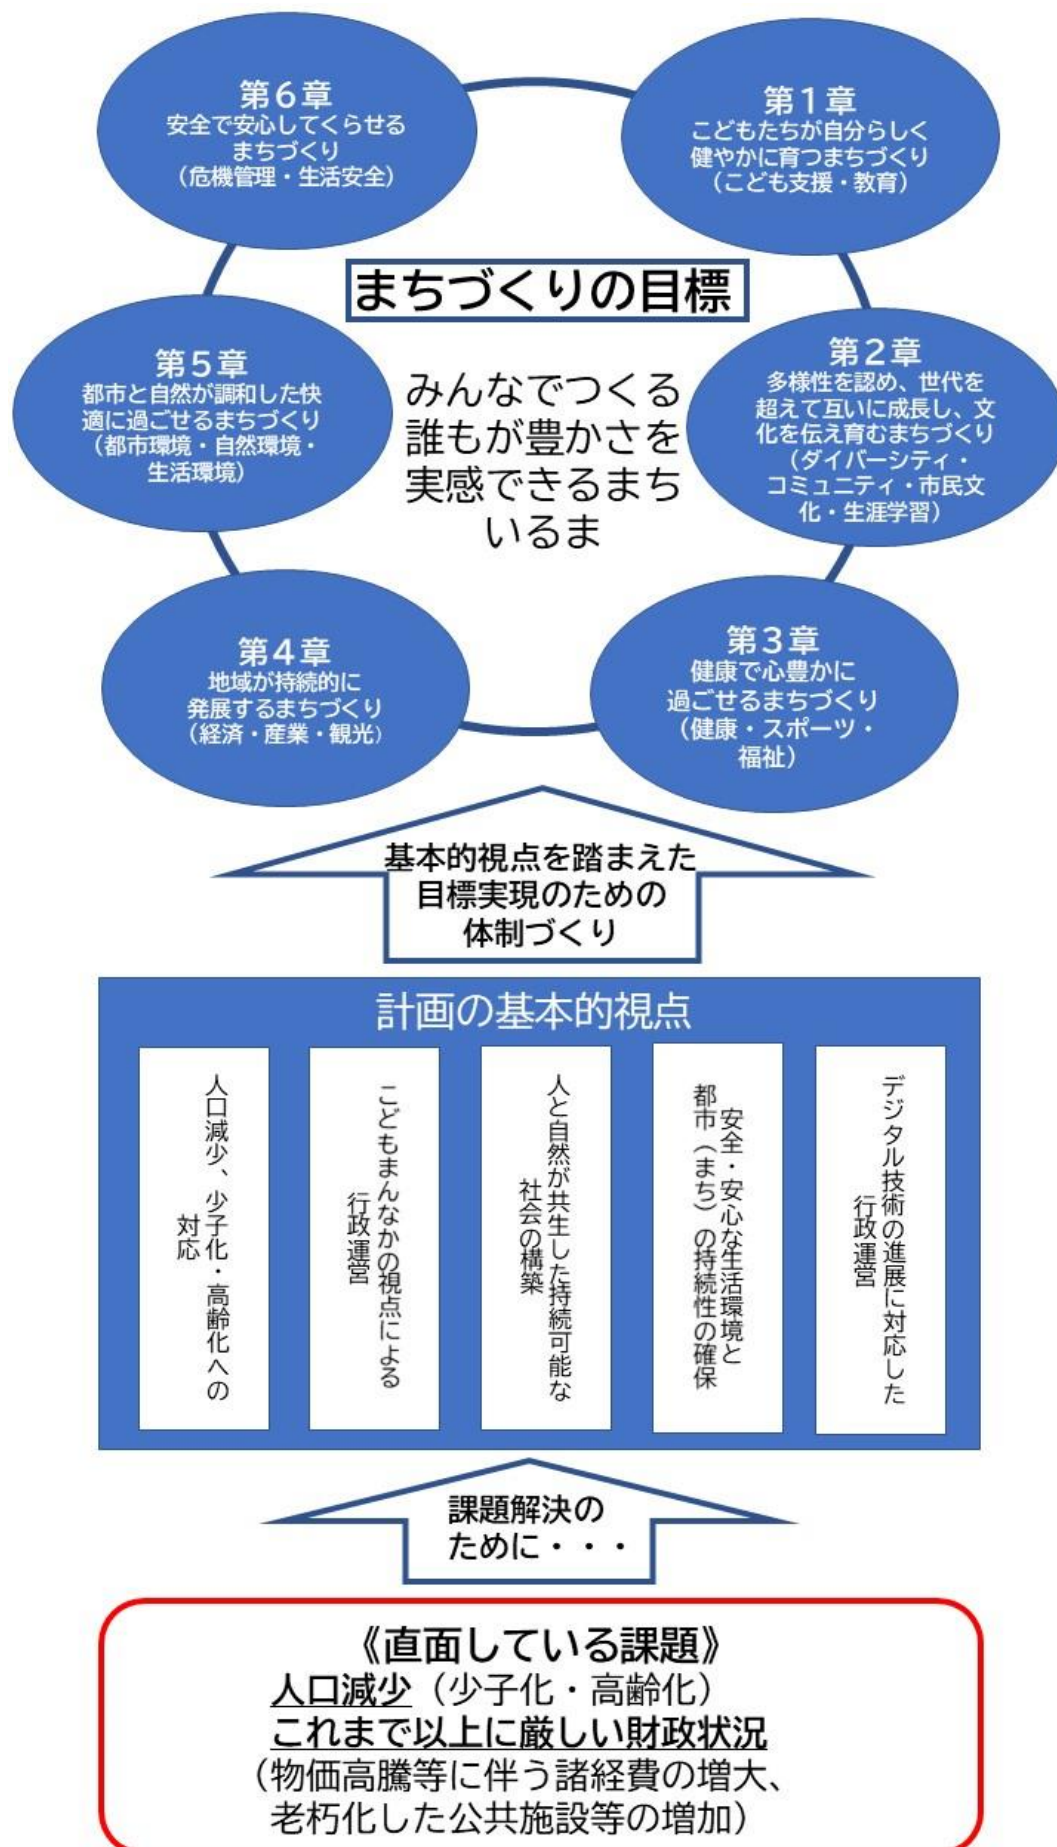 第6章
安全で安心してくらせる
まちづくり
（危機管理・生活安全）
第1章
こどもたちが自分らしく
健やかに育つまちづくり
（こども支援・教育）
まちづくりの目標
みんなでつくる
誰もが豊かさを
実感できるまち
いるま
第5章
都市と自然が調和した快
適に過ごせるまちづくり
（都市環境・自然環境・
生活環境）
第2章
多様性を認め、世代を
超えて互いに成長し、文
化を伝え育むまちづくり
（ダイバーシティ・
コミュニティ・市民文
化・生涯学習）
第4章
地域が持続的に
発展するまちづくり
（経済・産業・観光）
第3章
健康で心豊かに
過ごせるまちづくり
（健康・スポーツ・
福祉）
基本的視点を踏まえた
目標実現のための
体制づくり
計画の基本的視点
人口減少、少子化・高齢化への
対応
こどもまんなかの視点による
行政運営
人と自然が共生した持続可能な
社会の構築
安全・安心な生活環境と
都市（まち）の持続性の確保
デジタル技術の進展に対応した
行政運営
課題解決の
ために・・・
《直面している課題》
人口減少（少子化・高齢化）
これまで以上に厳しい財政状況
（物価高騰等に伴う諸経費の増大、
老朽化した公共施設等の増加）